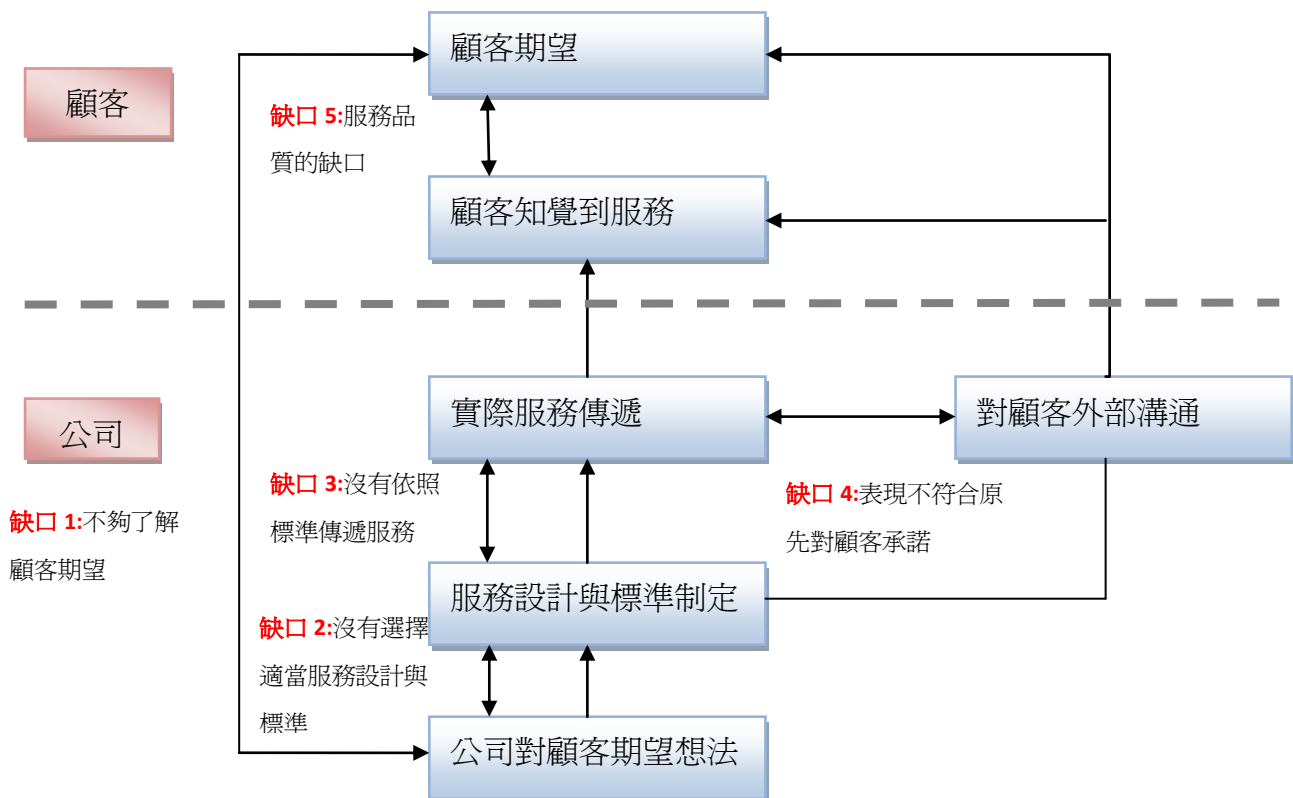 顧客期望
顧客
缺口 5:服務品
質的缺口
顧客知覺到服務
實際服務傳遞
對顧客外部溝通
公司
缺口 1:不夠了解
顧客期望
缺口 3:沒有依照
標準傳遞服務
缺口 4:表現不符合原
先對顧客承諾
服務設計與標準制定
缺口 2:沒有選擇
適當服務設計與
標準
公司對顧客期望想法